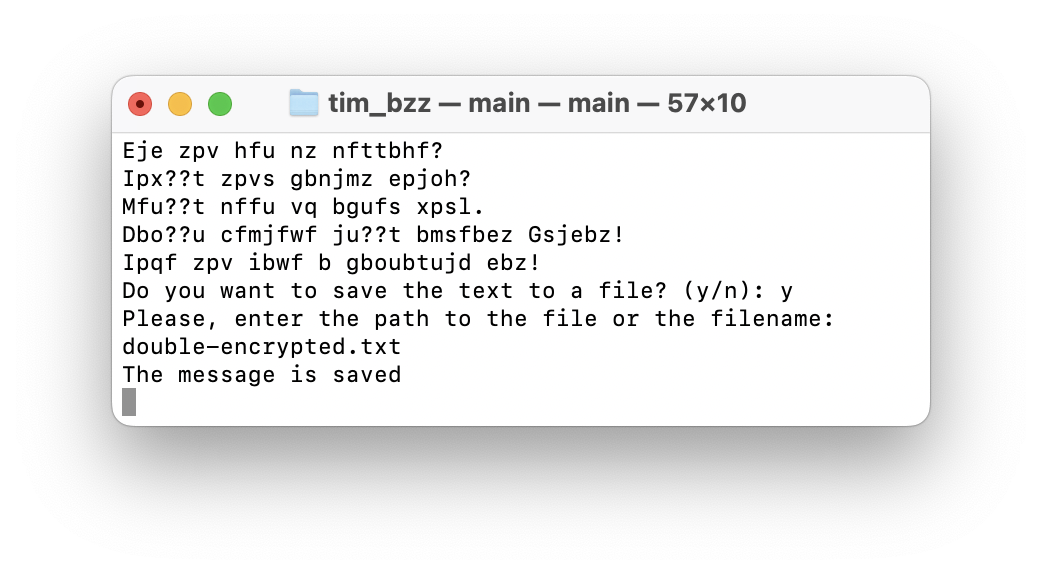 tim_bzz — main — main — 57×10
Eje zpv hfu nz nfttbhf?
Ipx??t zpvs gbnjmz epjoh?
Mfu??t nffu vq bgufs xpsl.
Dbo??u cfmjfwf ju??t bmsfbez Gsjebz!
Ipqf zpv ibwf b gboubtujd ebz!
Do you want to save the text to a file? (y/n): y
Please, enter the path to the file or the filename:
double-encrypted.txt
The message is saved